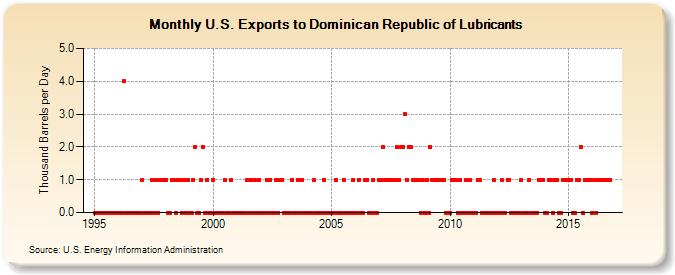 Monthly U.S. Exports to Dominican Republic of Lubricants
Thousand Barrels per Day
5.0
4.0
3.0
2.0
1.0
0.0
1995 2000 2005 2010 2015
Source: U.S. Energy Information Administration